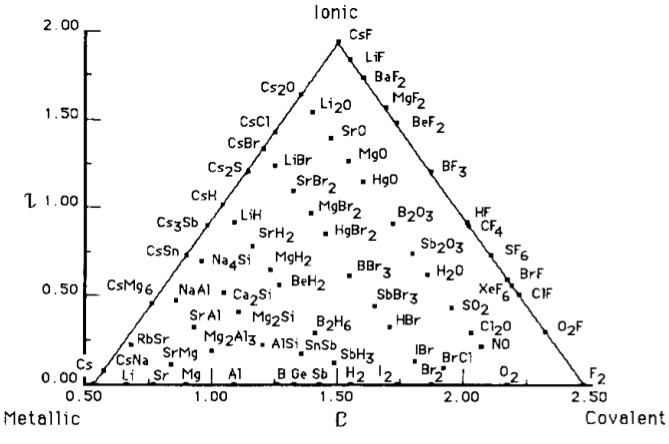 Ionic
2.00
CsF
LiF
BaF2
Cs2O
Li2O
MgF2
1.50
BeF2
CsCl
SrO
CsBr
MgO
Cs2S
LiBr
BF3
HgO
SrBr2
CsH
1.00
MgBr2
B2O3
HF
CF4
Cs3Sb
LiH
HgBr2
SrH2
Sb2O3
SF6
CsSn
Na4Si
MgH2
BBr3
H2O
BrF
BeH2
XeF6
ClF
CsMg6
NaAl
Ca2Si
SbBr3
0.50
SO2
SrAl
Mg2Si
B2H6
HBr
Cl2O
O2F
RbSr
Mg2Al3
AlSi
SnSb
NO
Cs
CsNa
SrMg
SbH3
IBr
BrCl
F2
Li
Sr
Mg
Al
B
Ge
Sb
H2
I2
Br2
O2
0.00
0.50
1.00
1.50
2.00
2.50
Metallic
Covalent